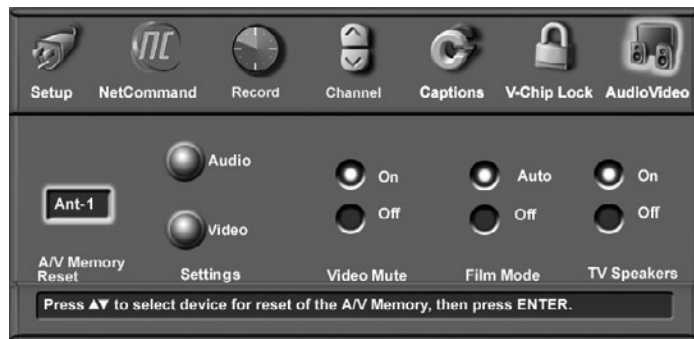 NC
Setup NetCommand Record Channel Captions V-Chip Lock AudioVideo
Audio
On Auto On
Ant-1
Off Off Off
Video
A/V Memory
Reset Settings Video Mute Film Mode TV Speakers
Press ▲▼ to select device for reset of the A/V Memory, then press ENTER.